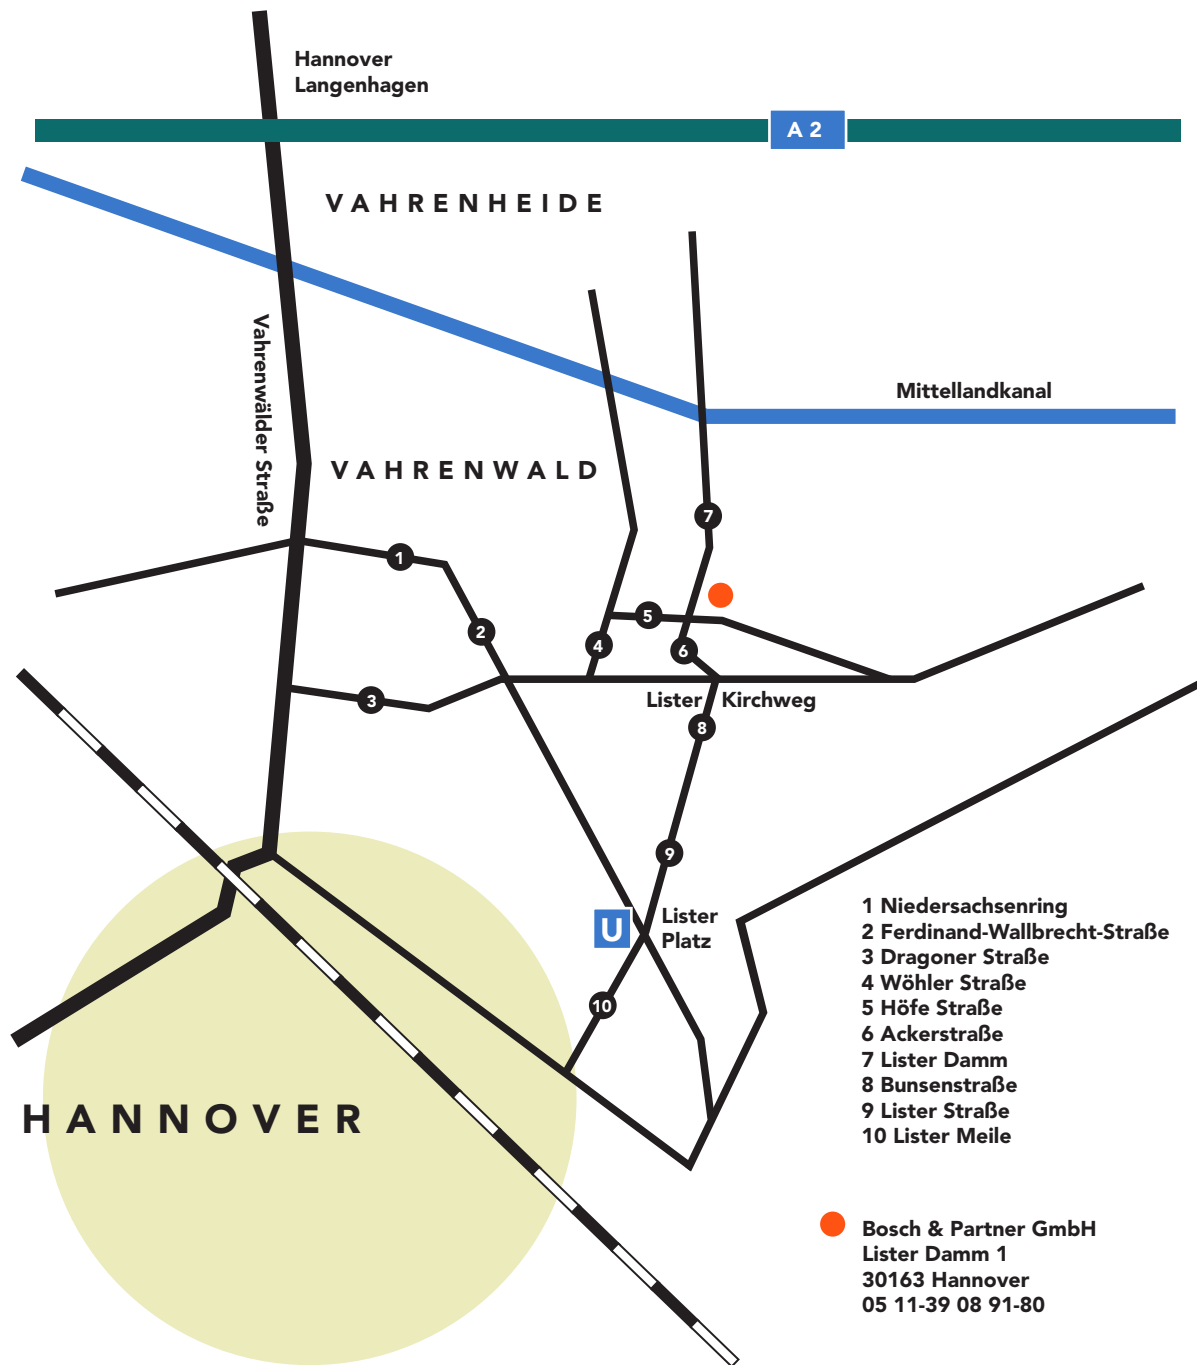 Hannover
Langenhagen
A 2
VAHRENHEIDE
Vahrenwälder Straße
Mittellandkanal
VAHRENWALD
7
1
5
2
4
6
3
Lister Kirchweg
8
9
U
Lister
Platz
10
HANNOVER
1 Niedersachsenring
2 Ferdinand-Wallbrecht-Straße
3 Dragoner Straße
4 Wöhler Straße
5 Höfe Straße
6 Ackerstraße
7 Lister Damm
8 Bunsenstraße
9 Lister Straße
10 Lister Meile
Bosch & Partner GmbH
Lister Damm 1
30163 Hannover
05 11-39 08 91-80